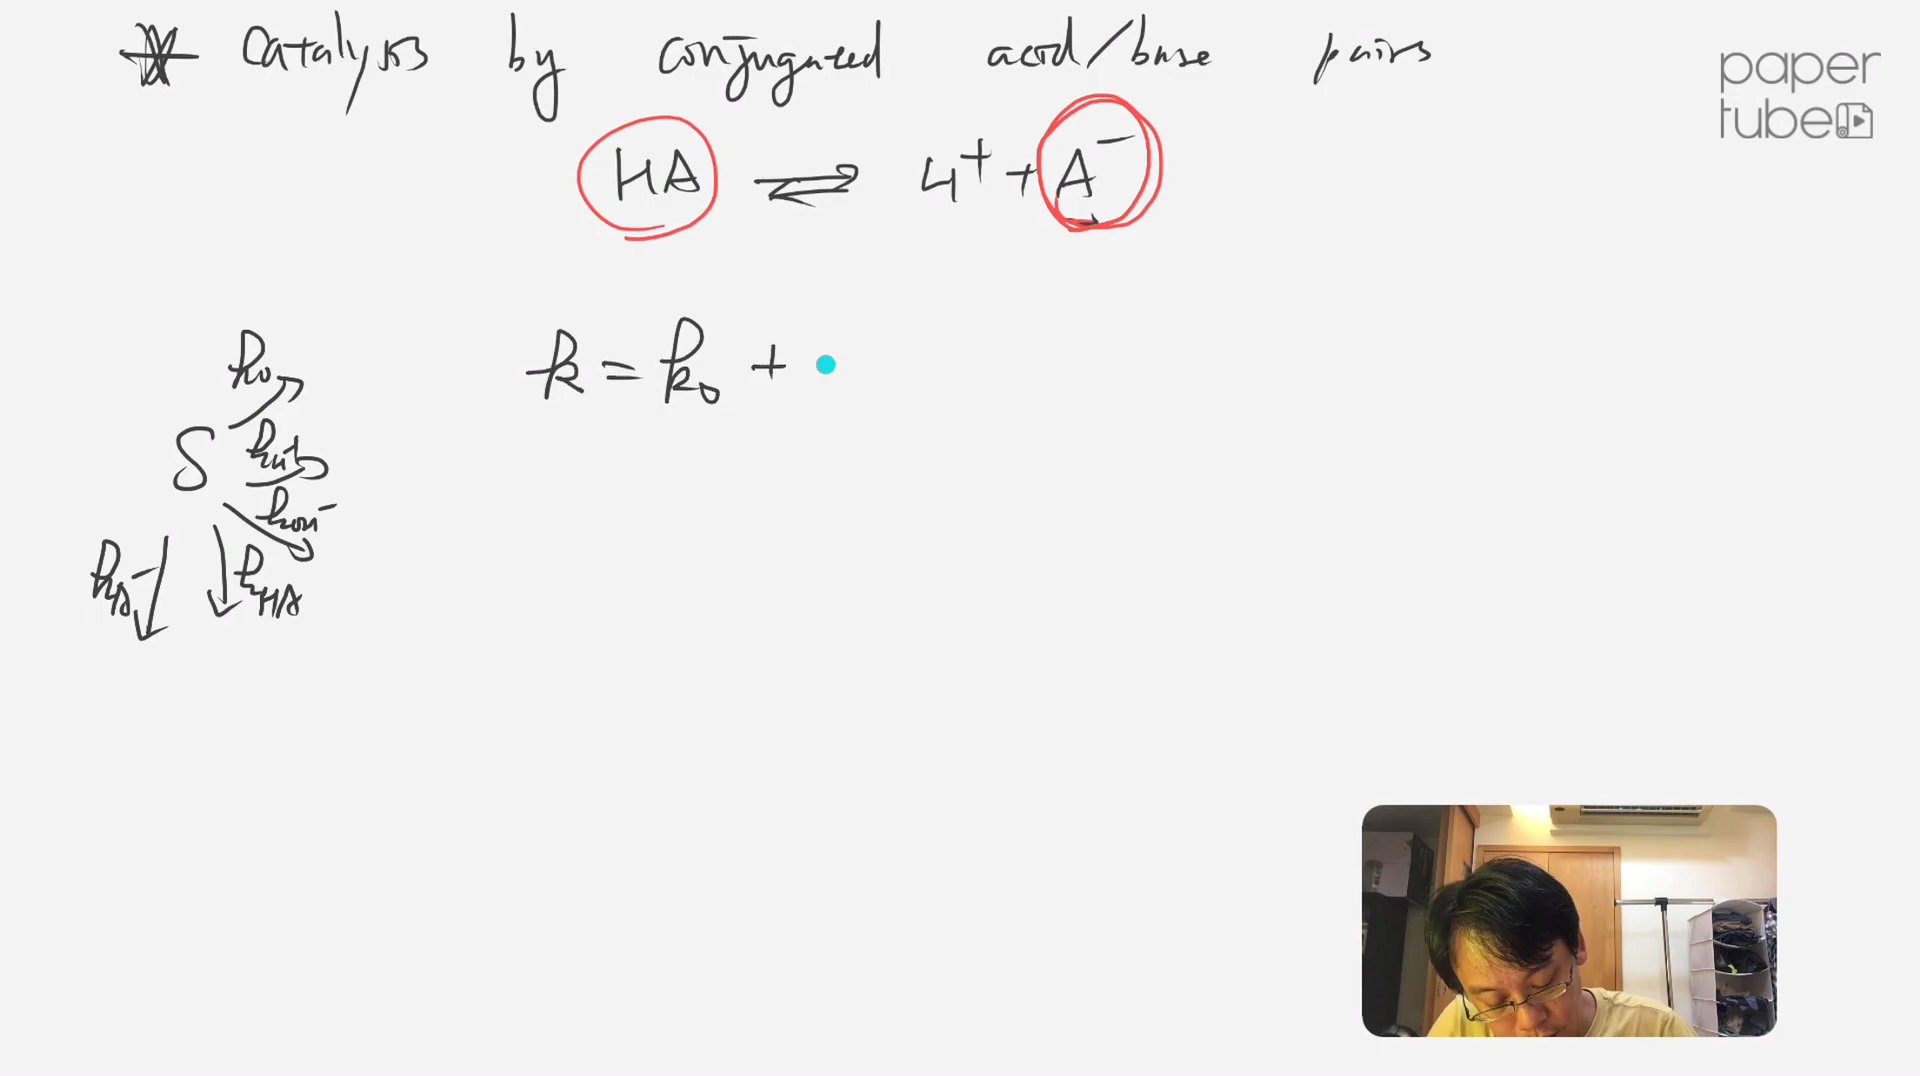 * Catalysis by conjugated acid/base pairs
paper
tube
HA ⇌ H⁺ + A⁻
k₀
k = k₀ +
S
k_H⁺
k_OH⁻
k_A⁻
k_HA